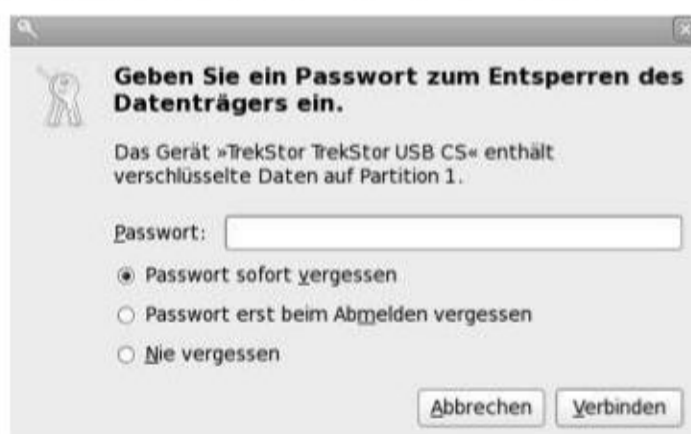 Geben Sie ein Passwort zum Entsperren des
Datenträgers ein.
Das Gerät »TrekStor TrekStor USB CS« enthält
verschlüsselte Daten auf Partition 1.
Passwort:
Passwort sofort vergessen
Passwort erst beim Abmelden vergessen
Nie vergessen
Abbrechen Verbinden